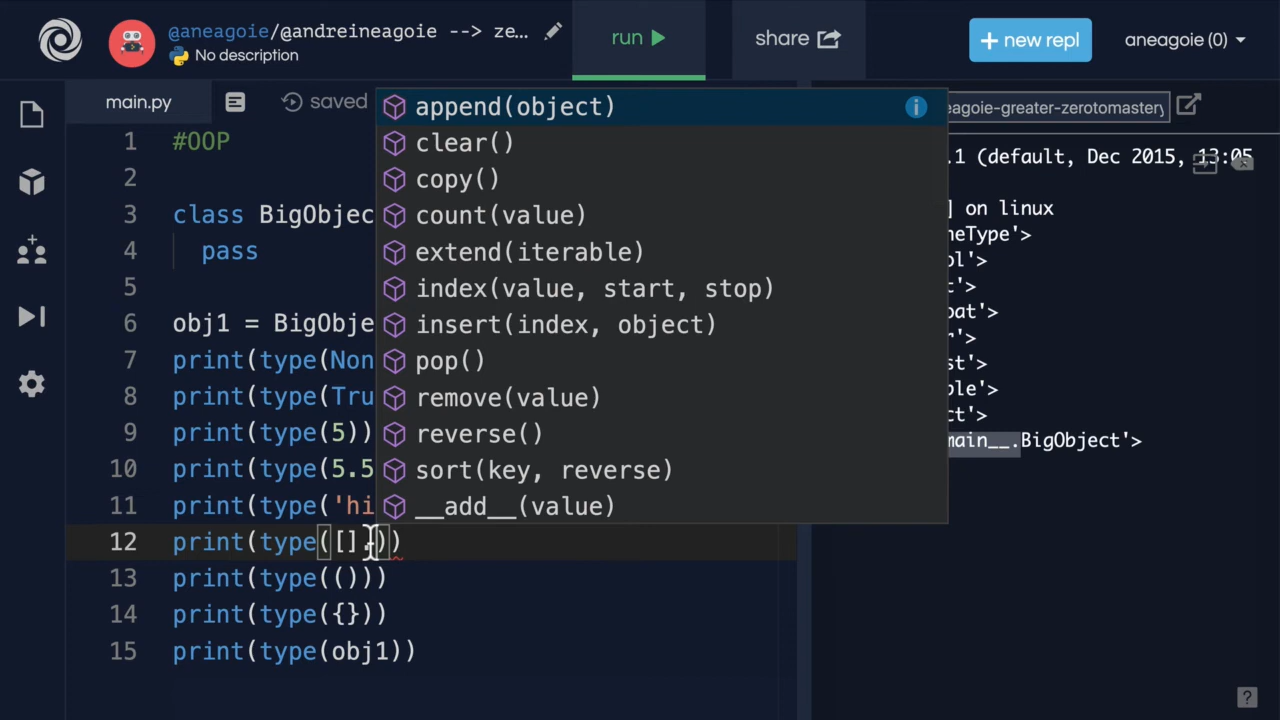 @aneagoie/@andreineagoie --> ze...
No description
run
share
+ new repl
aneagoie (0)
main.py
saved
eagoie-greater-zerotomastery
1 #OOP
2
3 class BigObjec
4 pass
5
6 obj1 = BigObje
7 print(type(Non
8 print(type(Tru
9 print(type(5))
10 print(type(5.5
11 print(type('hi
12 print(type([].))
13 print(type(()))
14 print(type({}))
15 print(type(obj1))
append(object)
clear()
copy()
count(value)
extend(iterable)
index(value, start, stop)
insert(index, object)
pop()
remove(value)
reverse()
sort(key, reverse)
__add__(value)
.1 (default, Dec 2015, 13:05
] on linux
neType'>
ol'>
t'>
oat'>
r'>
st'>
ple'>
ct'>
main__.BigObject'>
?